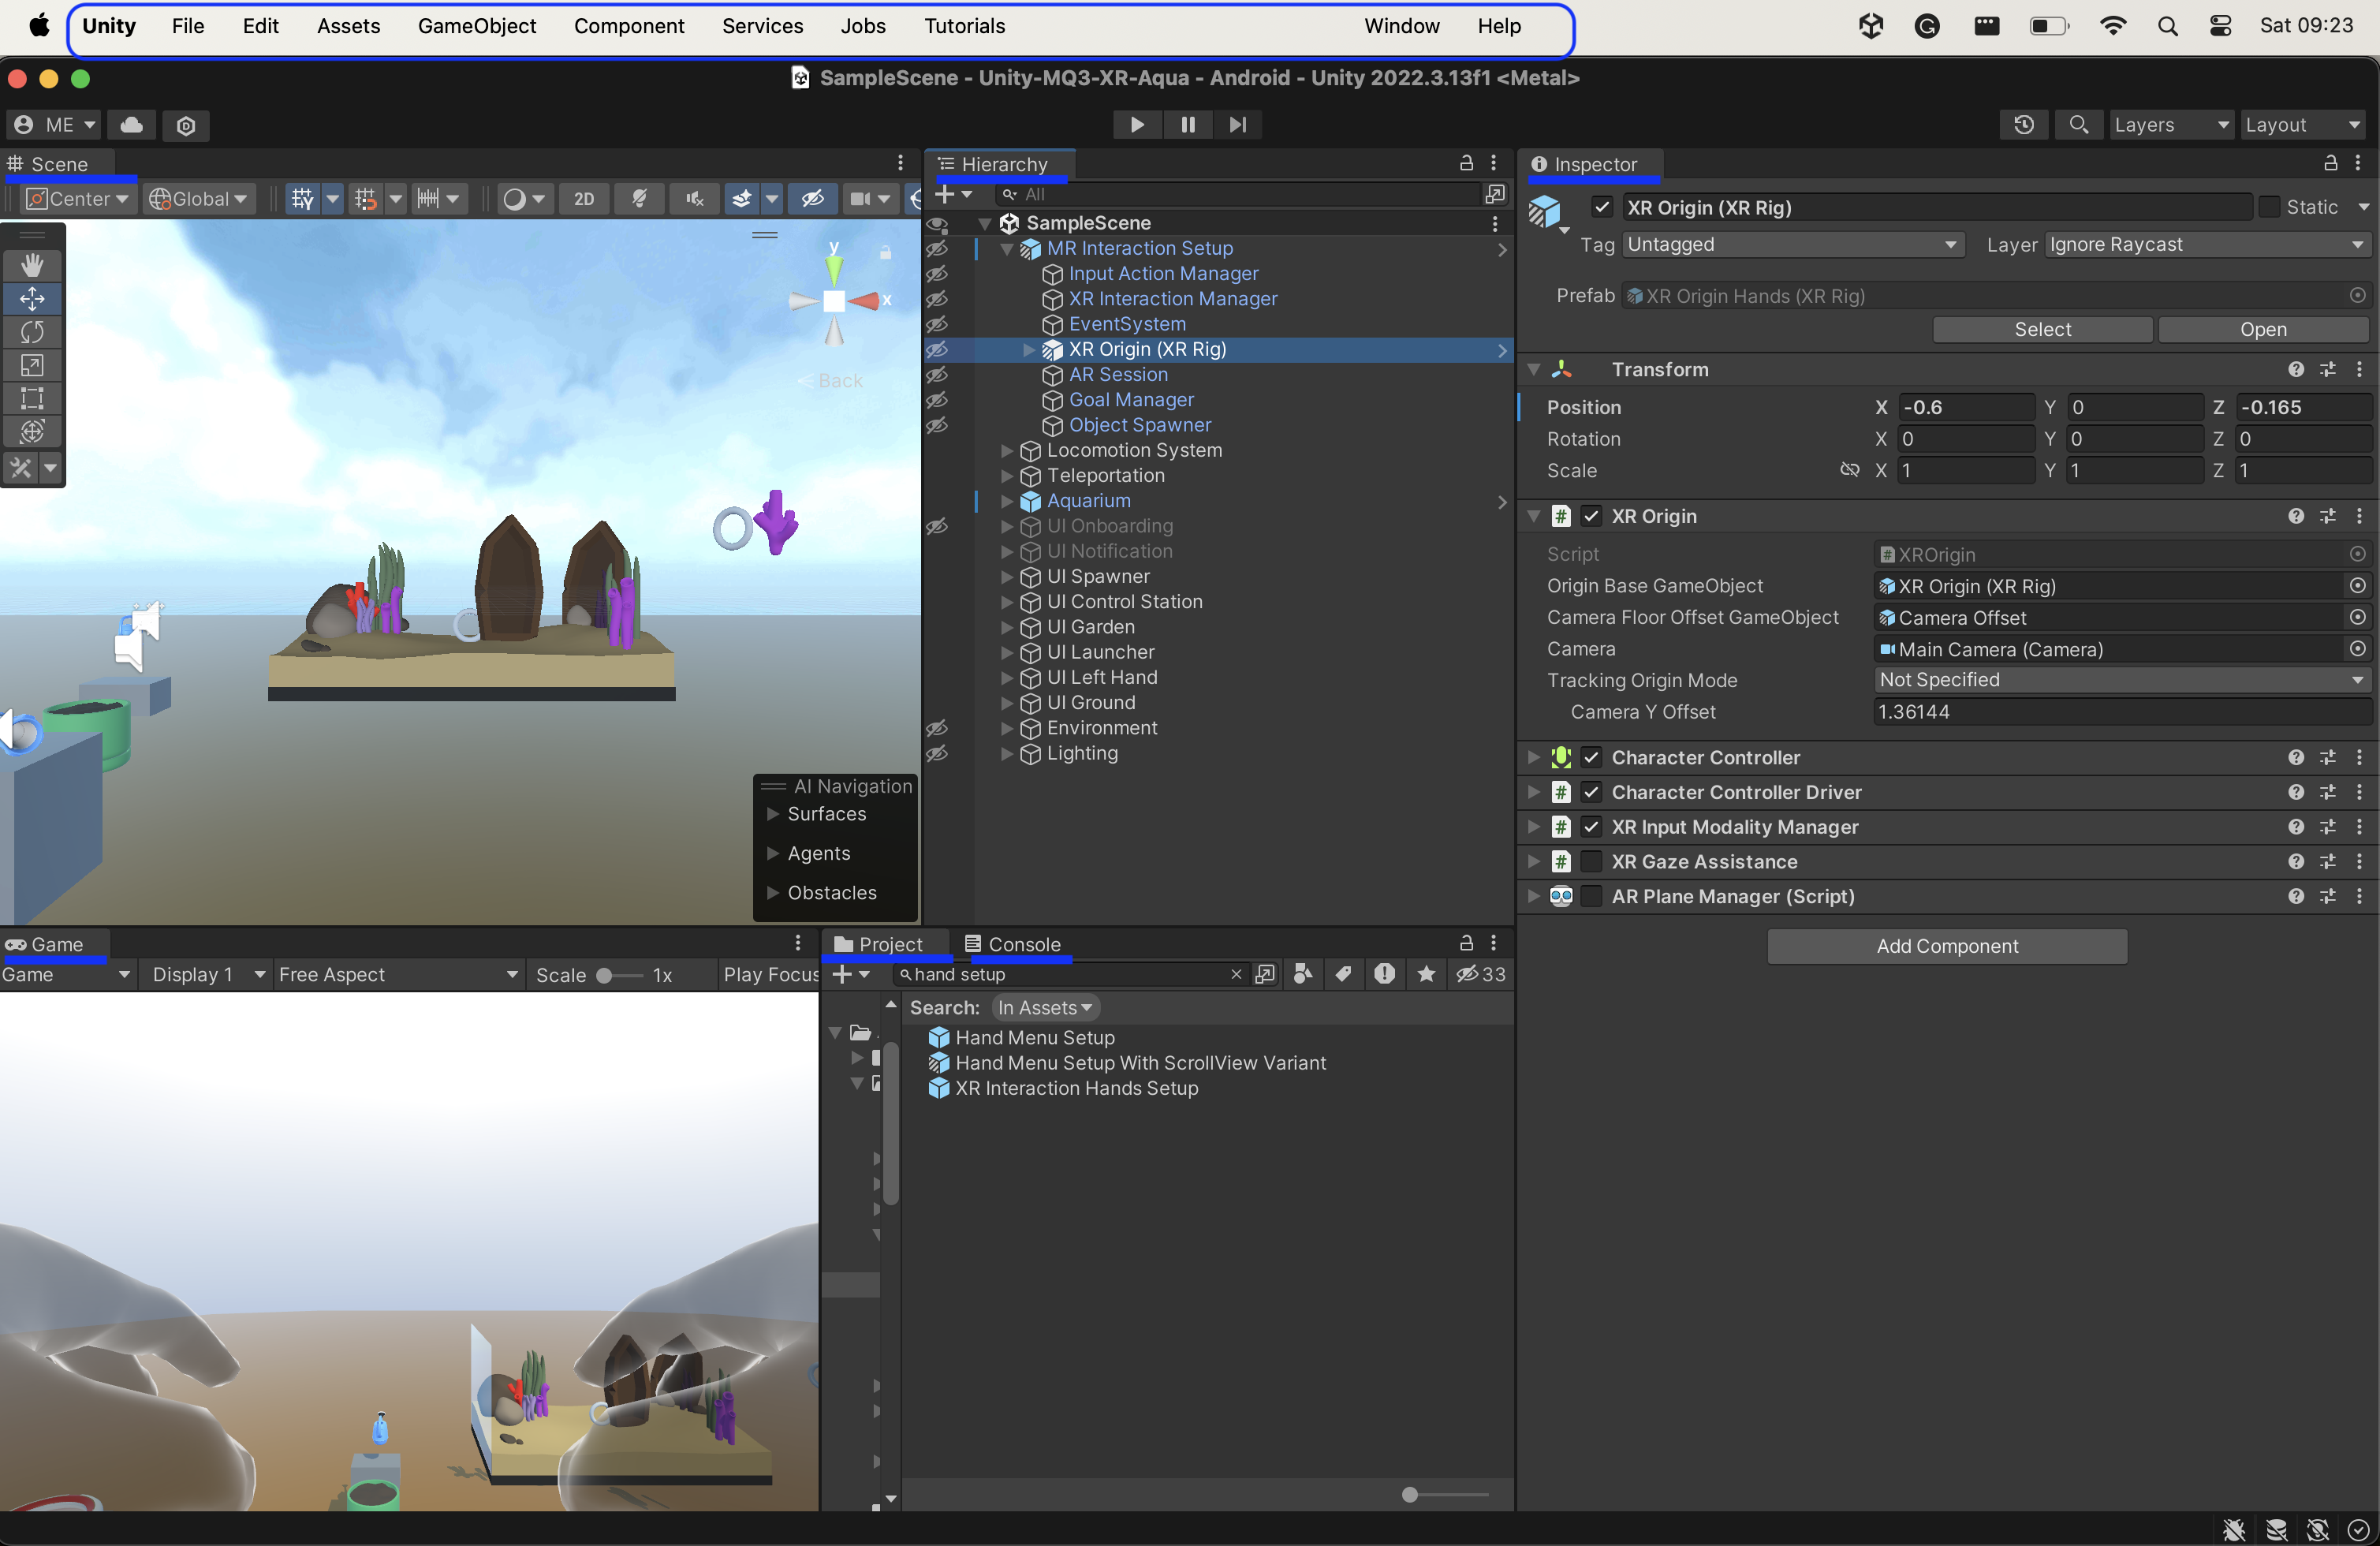 Unity File Edit Assets GameObject Component Services Jobs Tutorials Window Help Sat 09:23
SampleScene - Unity-MQ3-XR-Aqua - Android - Unity 2022.3.13f1 <Metal>
ME Layers Layout
Scene
Center Global 2D
y
x
Back
AI Navigation
Surfaces
Agents
Obstacles
Hierarchy
All
SampleScene
MR Interaction Setup
Input Action Manager
XR Interaction Manager
EventSystem
XR Origin (XR Rig)
AR Session
Goal Manager
Object Spawner
Locomotion System
Teleportation
Aquarium
UI Onboarding
UI Notification
UI Spawner
UI Control Station
UI Garden
UI Launcher
UI Left Hand
UI Ground
Environment
Lighting
Inspector
XR Origin (XR Rig) Static
Tag Untagged Layer Ignore Raycast
Prefab XR Origin Hands (XR Rig)
Select Open
Transform
Position X -0.6 Y 0 Z -0.165
Rotation X 0 Y 0 Z 0
Scale X 1 Y 1 Z 1
XR Origin
Script XROrigin
Origin Base GameObject XR Origin (XR Rig)
Camera Floor Offset GameObject Camera Offset
Camera Main Camera (Camera)
Tracking Origin Mode Not Specified
Camera Y Offset 1.36144
Character Controller
Character Controller Driver
XR Input Modality Manager
XR Gaze Assistance
AR Plane Manager (Script)
Add Component
Game
Game Display 1 Free Aspect Scale 1x Play Focus
Project Console
hand setup 33
Search: In Assets
Hand Menu Setup
Hand Menu Setup With ScrollView Variant
XR Interaction Hands Setup